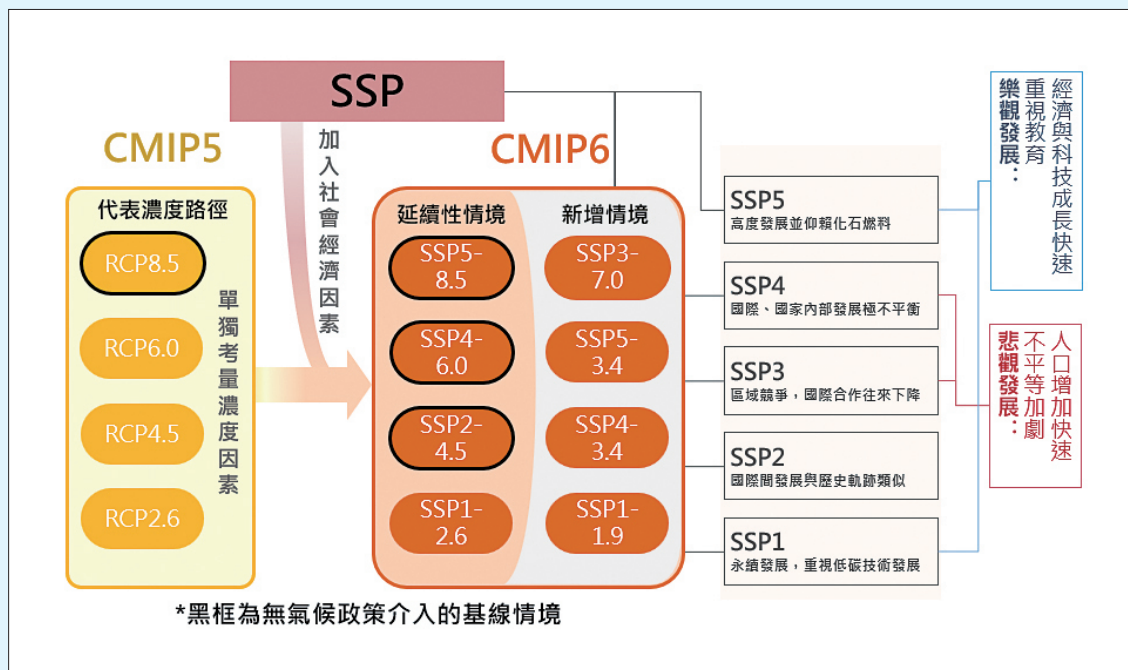 SSP
CMIP5
加入社會經濟因素
CMIP6
代表濃度路徑
RCP8.5
RCP6.0
RCP4.5
RCP2.6
單獨考量濃度因素
延續性情境
SSP5-
8.5
SSP4-
6.0
SSP2-
4.5
SSP1-
2.6
新增情境
SSP3-
7.0
SSP5-
3.4
SSP4-
3.4
SSP1-
1.9
SSP5
高度發展並仰賴化石燃料
SSP4
國際、國家內部發展極不平衡
SSP3
區域競爭，國際合作往來下降
SSP2
國際間發展與歷史軌跡類似
SSP1
永續發展，重視低碳技術發展
樂觀發展：
重視教育
經濟與科技成長快速
悲觀發展：
不平等加劇
人口增加快速
*黑框為無氣候政策介入的基線情境